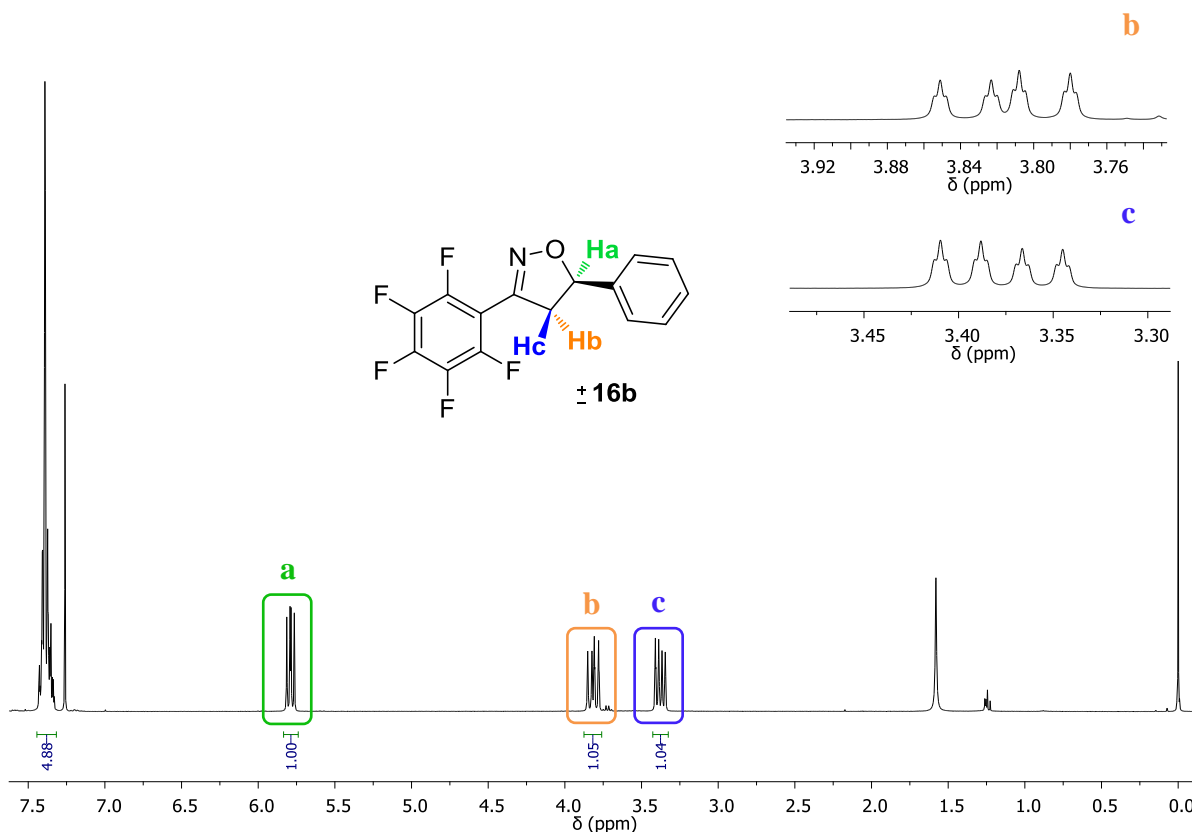 b
3.92 3.88 3.84 3.80 3.76
δ (ppm)
c
3.45 3.40 3.35 3.30
δ (ppm)
N O Ha
F
F
F F
F
Hc Hb
± 16b
a
b
c
4.88 1.00 1.05 1.04
7.5 7.0 6.5 6.0 5.5 5.0 4.5 4.0 3.5 3.0 2.5 2.0 1.5 1.0 0.5 0.0
δ (ppm)